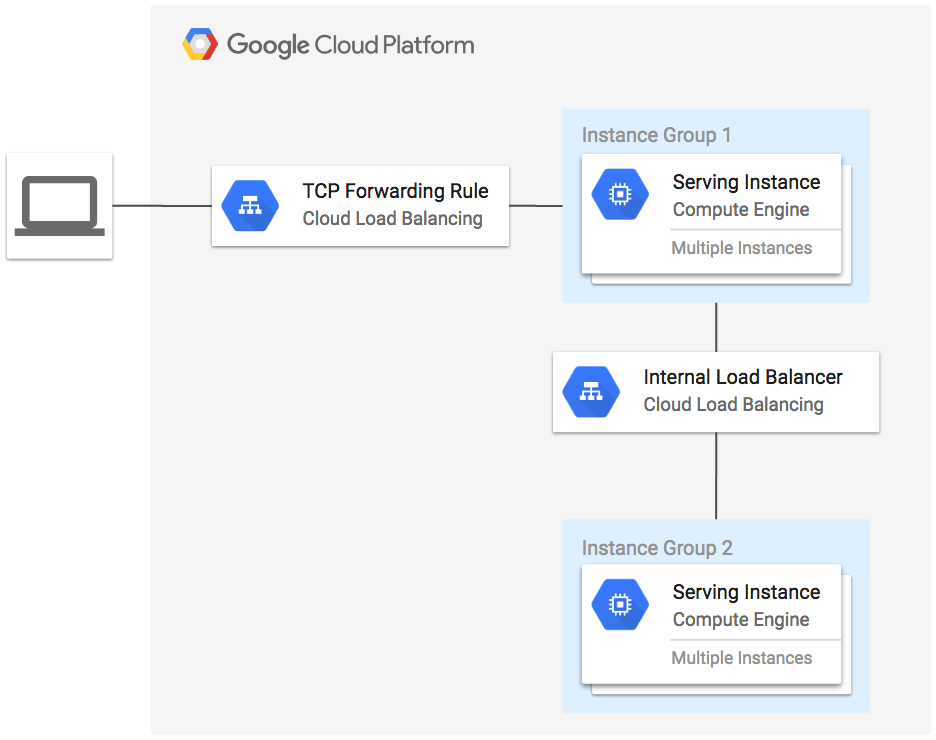 Google Cloud Platform
Instance Group 1
TCP Forwarding Rule
Cloud Load Balancing
Serving Instance
Compute Engine
Multiple Instances
Internal Load Balancer
Cloud Load Balancing
Instance Group 2
Serving Instance
Compute Engine
Multiple Instances